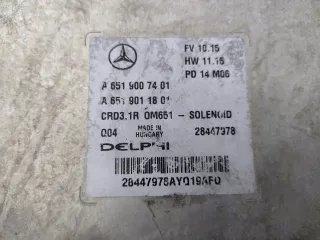 FV 10.15
HW 11.15
PD 14 M06
A 651 900 74 01
A 651 901 18 01
CRD3.1R OM651 - SOLENOID
Q04 MADE IN HUNGARY 28447978
DELPHI
28447978AYQ19AF0